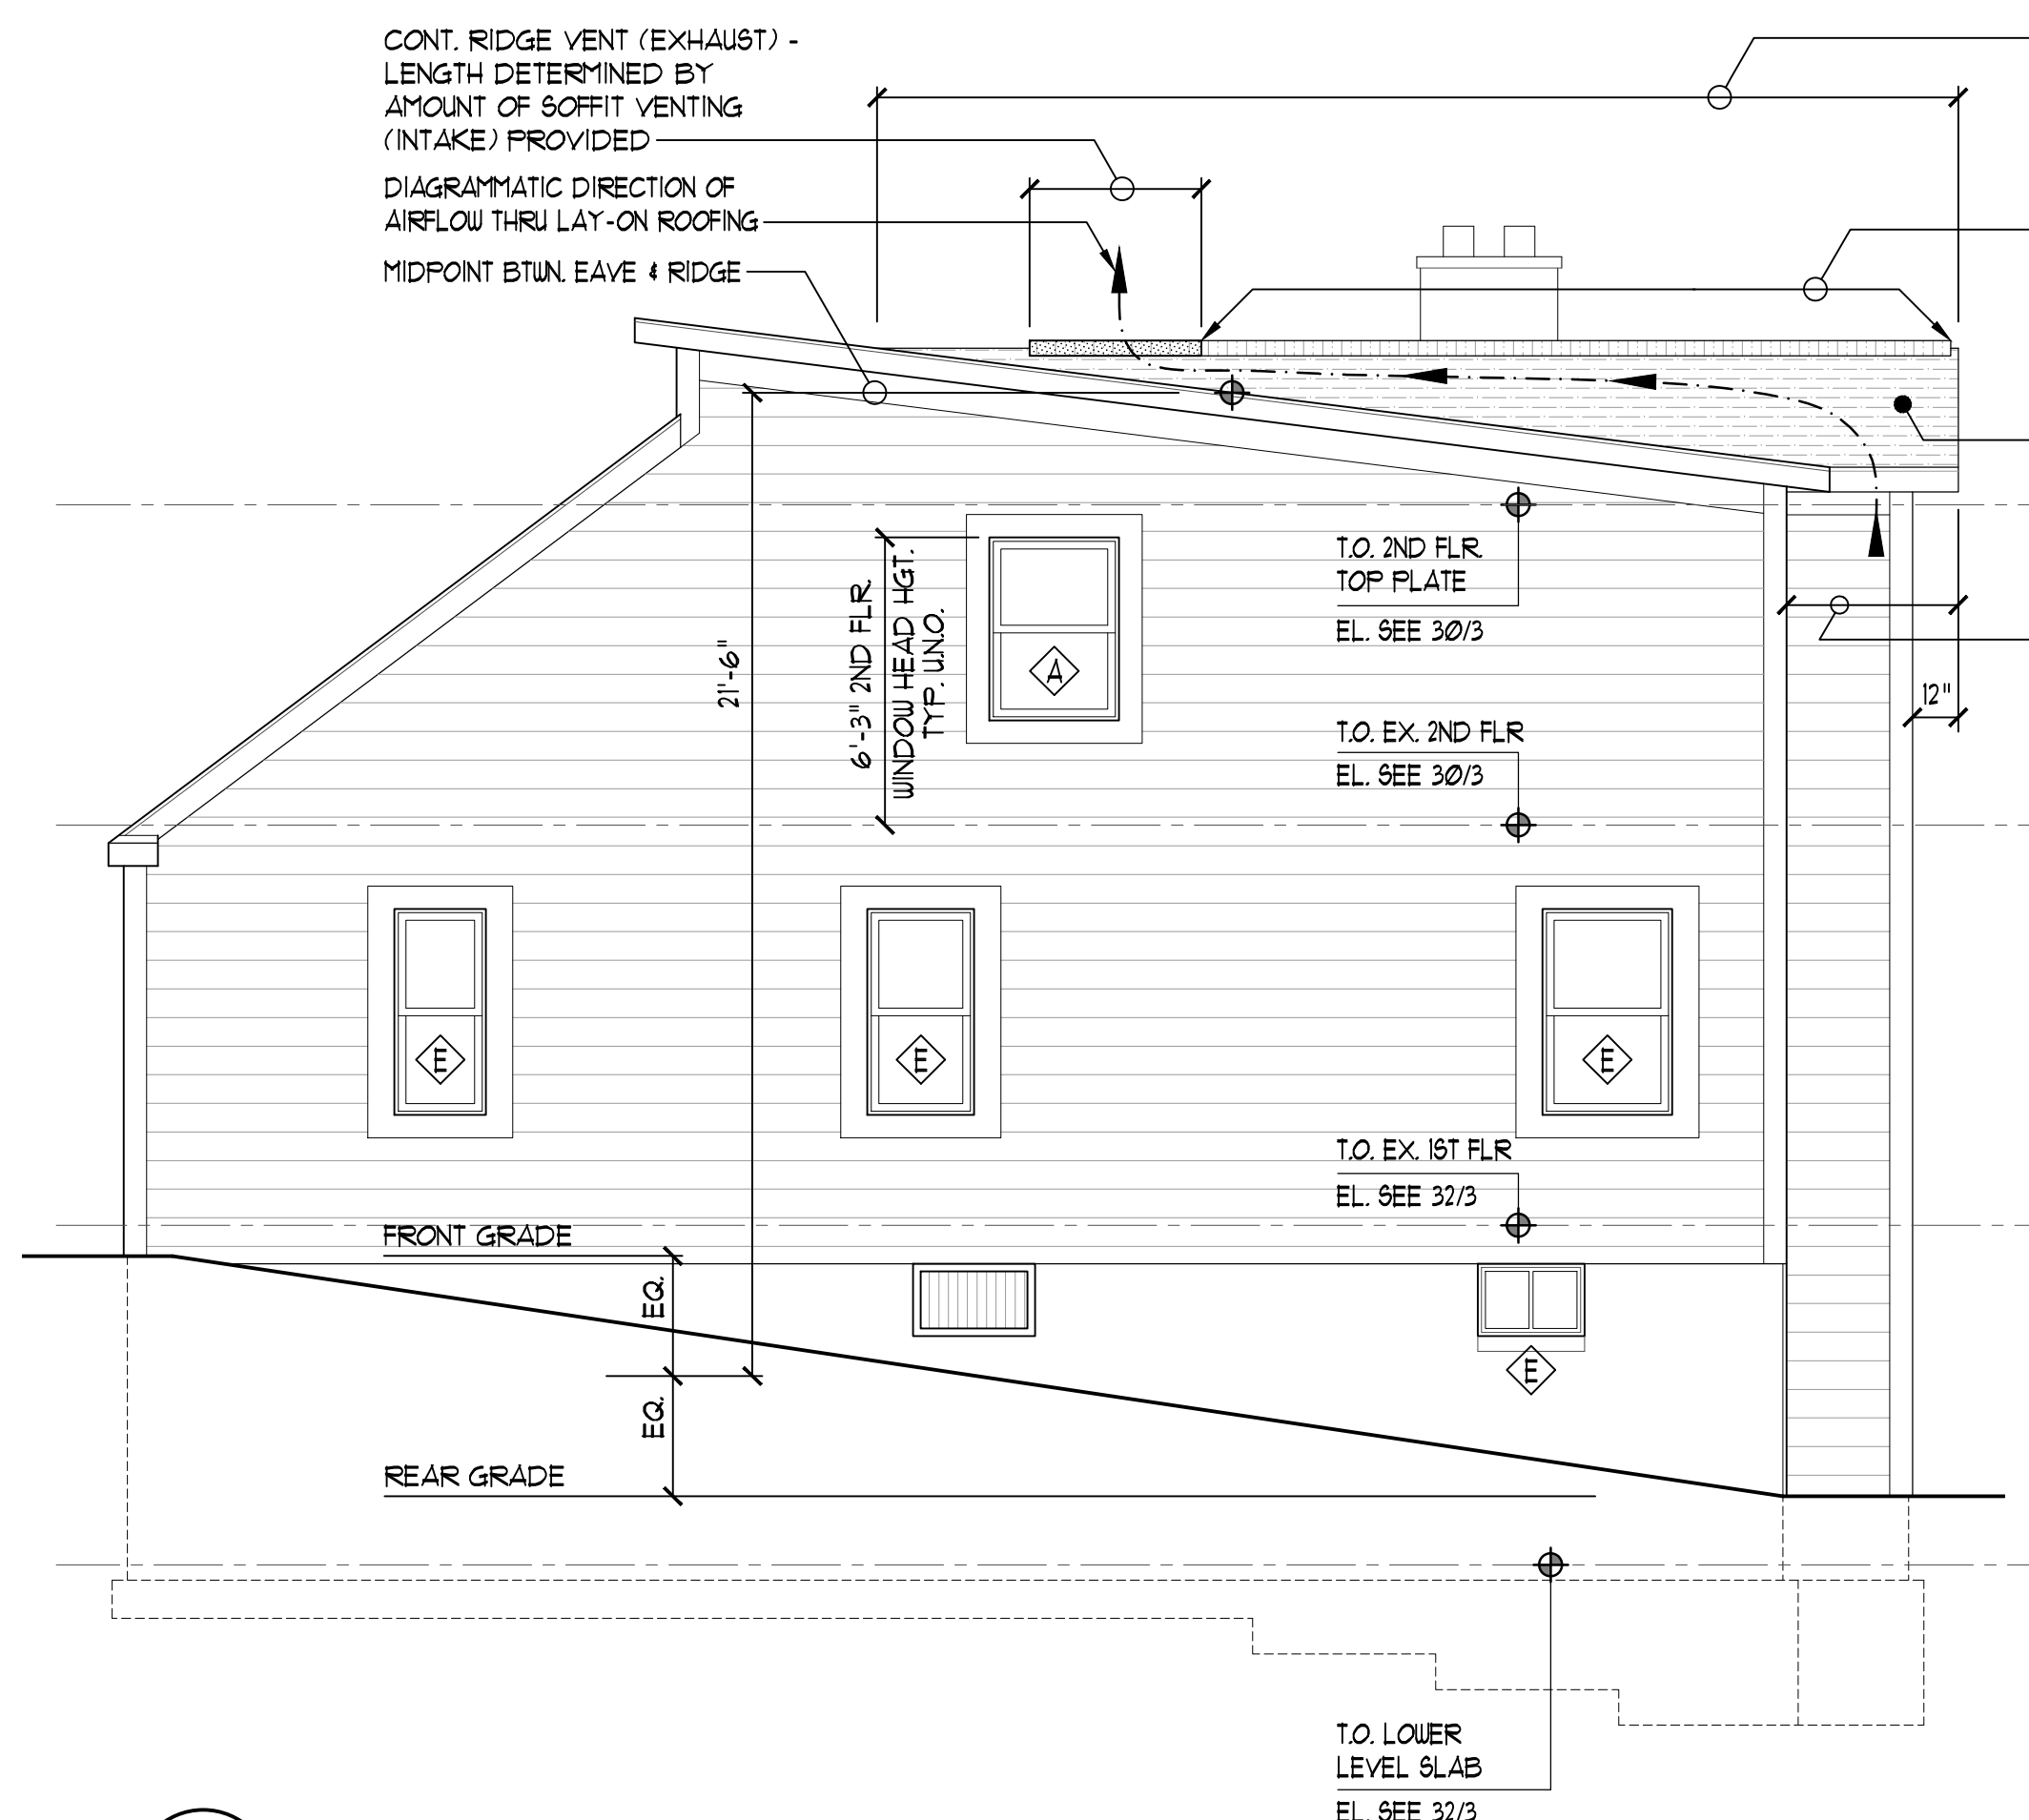 CONT. RIDGE VENT (EXHAUST) -
LENGTH DETERMINED BY
AMOUNT OF SOFFIT VENTING
(INTAKE) PROVIDED
DIAGRAMMATIC DIRECTION OF
AIRFLOW THRU LAY-ON ROOFING
MIDPOINT BTWN. EAVE & RIDGE
T.O. 2ND FLR.
TOP PLATE
EL. SEE 30/3
21'-6"
6'-3" 2ND FLR.
WINDOW HEAD HGT.
TYP. U.N.O.
A
12"
T.O. EX. 2ND FLR
EL. SEE 30/3
E
E
E
T.O. EX. 1ST FLR
EL. SEE 32/3
FRONT GRADE
EQ.
EQ.
E
REAR GRADE
T.O. LOWER
LEVEL SLAB
EL. SEE 32/3